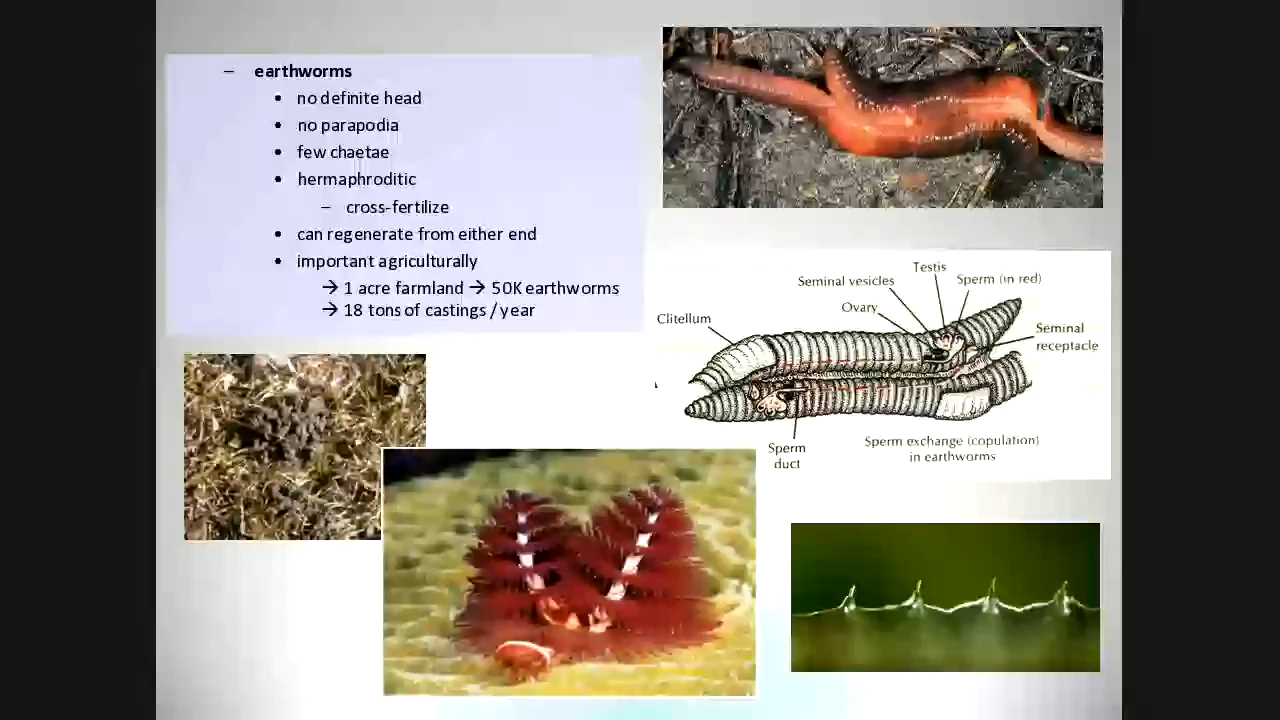 – earthworms
• no definite head
• no parapodia
• few chaetae
• hermaphroditic
– cross-fertilize
• can regenerate from either end
• important agriculturally
→ 1 acre farmland → 50K earthworms
→ 18 tons of castings / year
Testis
Seminal vesicles
Sperm (in red)
Ovary
Clitellum
Seminal
receptacle
Sperm
duct
Sperm exchange (copulation)
in earthworms